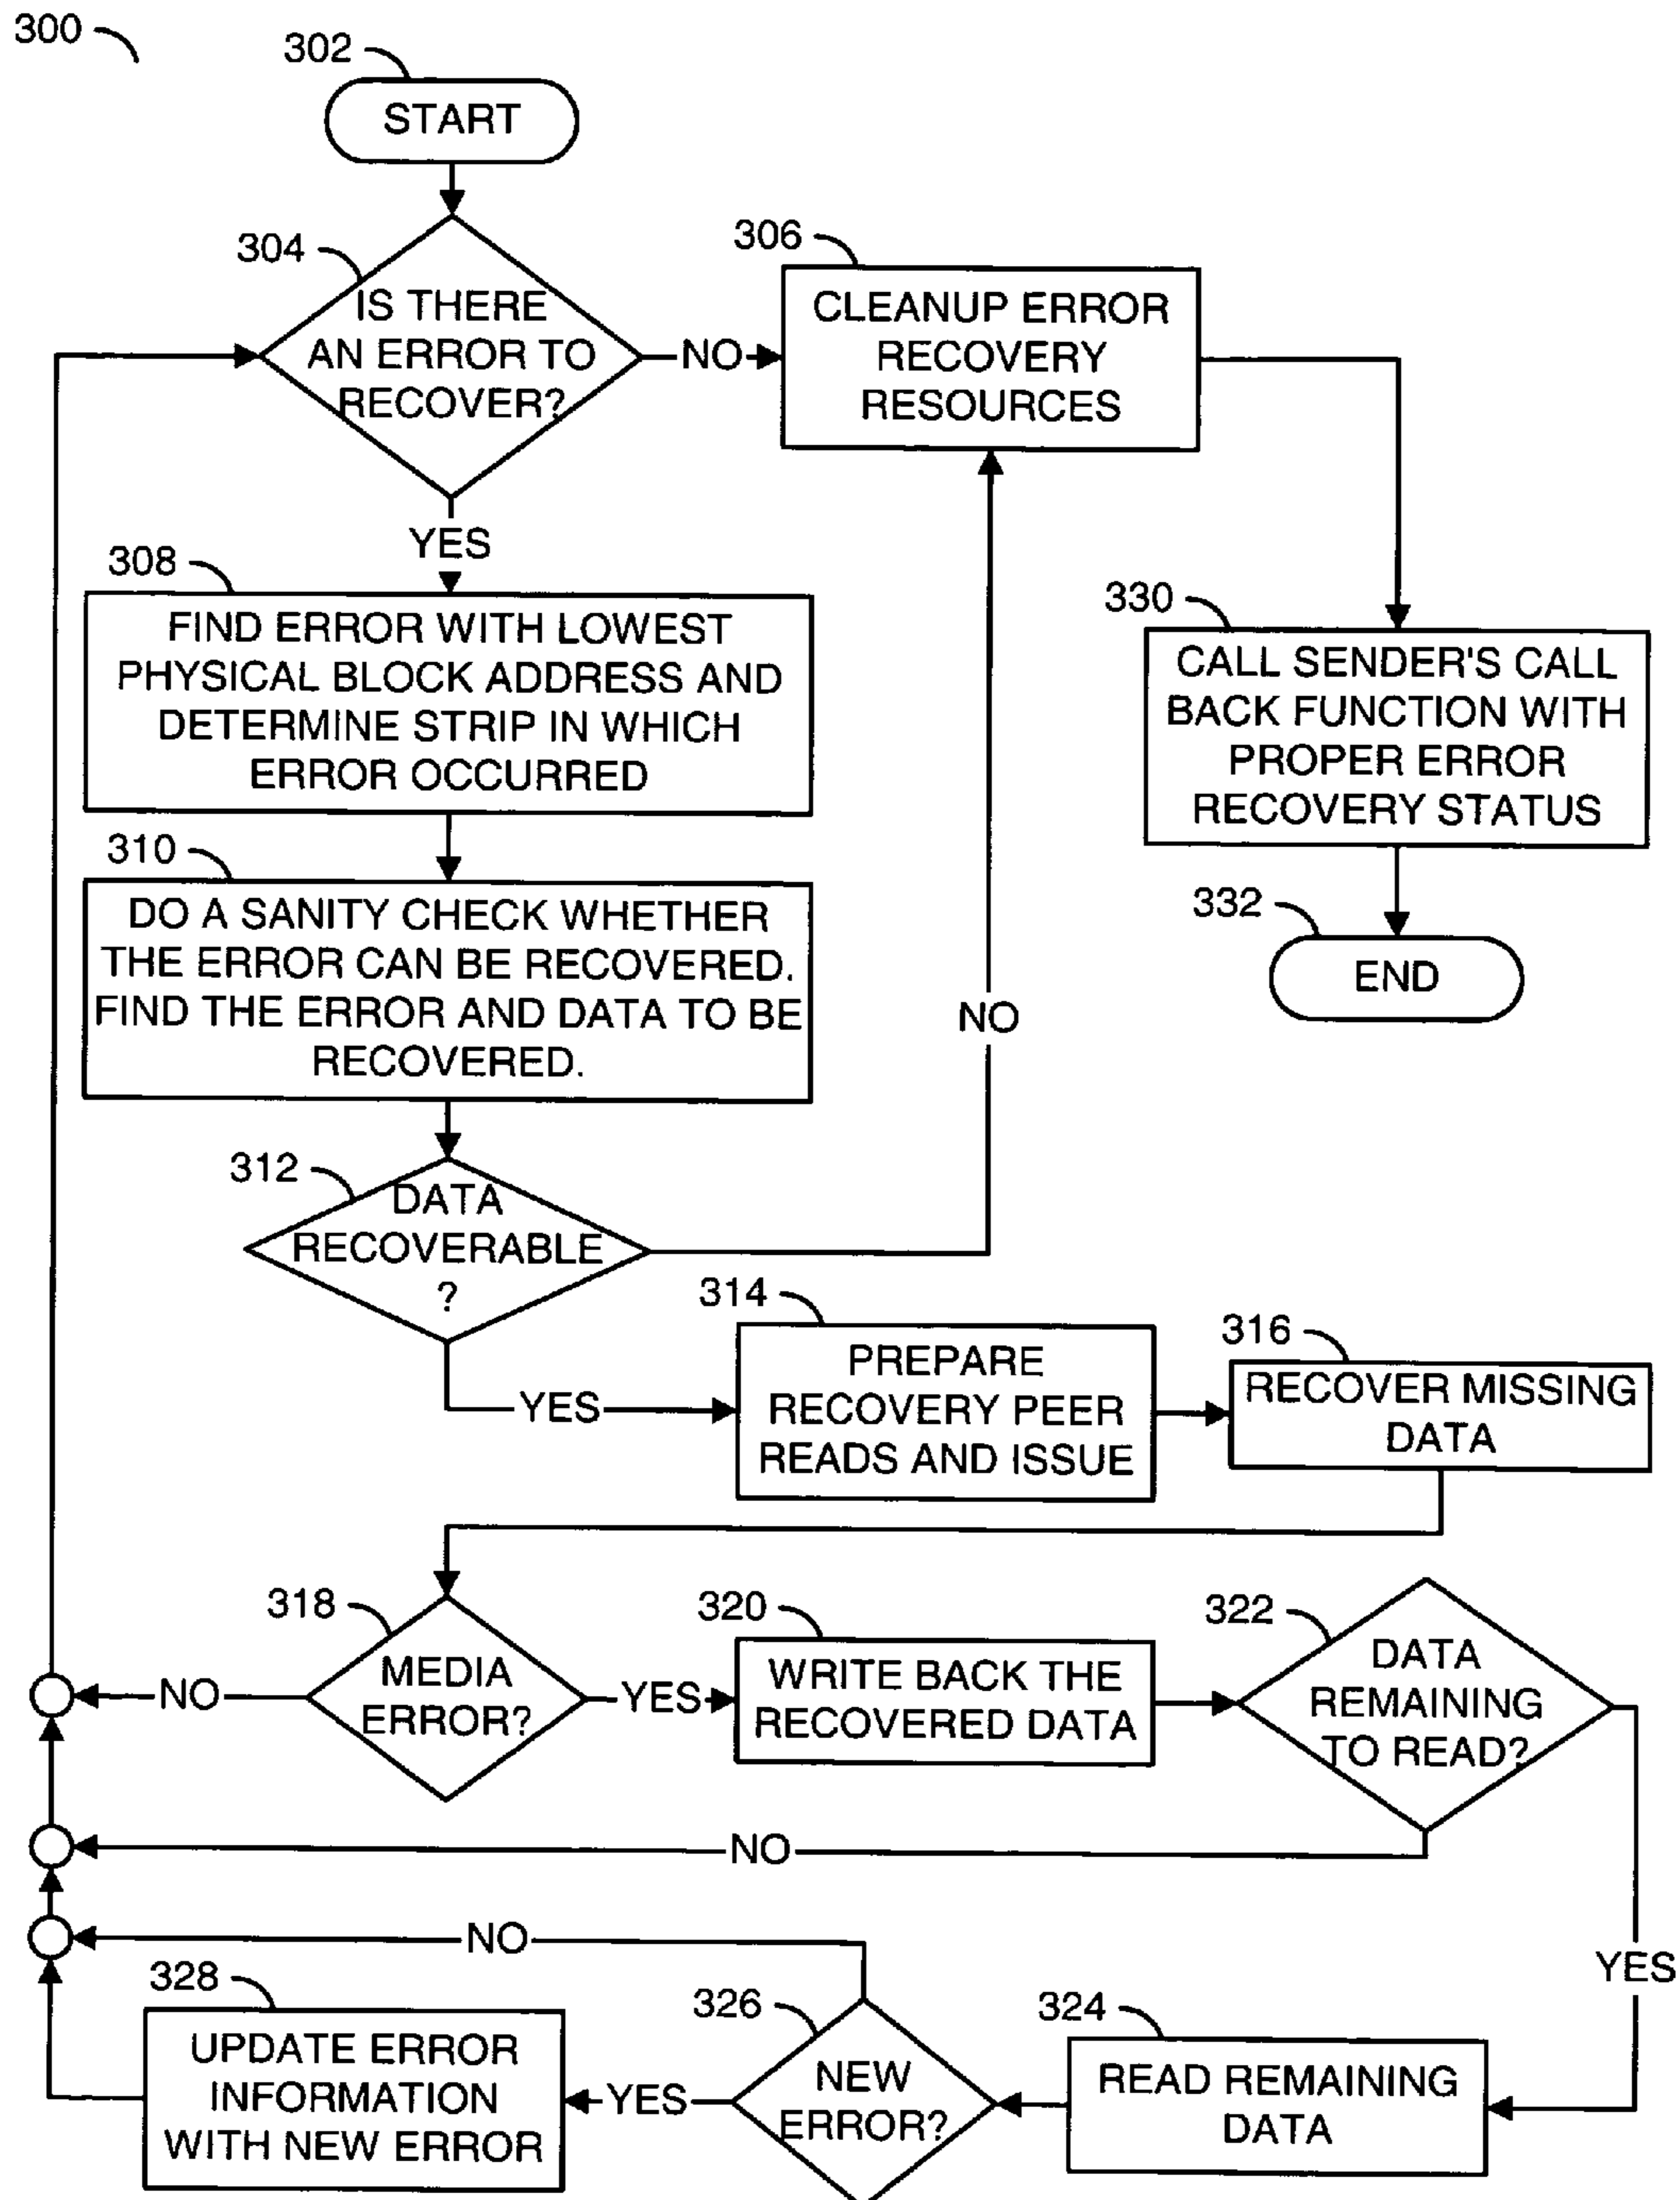 300
302
START
304
IS THERE
AN ERROR TO
RECOVER?
NO
306
CLEANUP ERROR
RECOVERY
RESOURCES
YES
308
FIND ERROR WITH LOWEST
PHYSICAL BLOCK ADDRESS AND
DETERMINE STRIP IN WHICH
ERROR OCCURRED
330
CALL SENDER'S CALL
BACK FUNCTION WITH
PROPER ERROR
RECOVERY STATUS
310
DO A SANITY CHECK WHETHER
THE ERROR CAN BE RECOVERED.
FIND THE ERROR AND DATA TO BE
RECOVERED.
332
END
NO
312
DATA
RECOVERABLE
?
YES
314
PREPARE
RECOVERY PEER
READS AND ISSUE
316
RECOVER MISSING
DATA
318
MEDIA
ERROR?
NO
YES
320
WRITE BACK THE
RECOVERED DATA
322
DATA
REMAINING
TO READ?
NO
YES
NO
324
READ REMAINING
DATA
326
NEW
ERROR?
YES
328
UPDATE ERROR
INFORMATION
WITH NEW ERROR